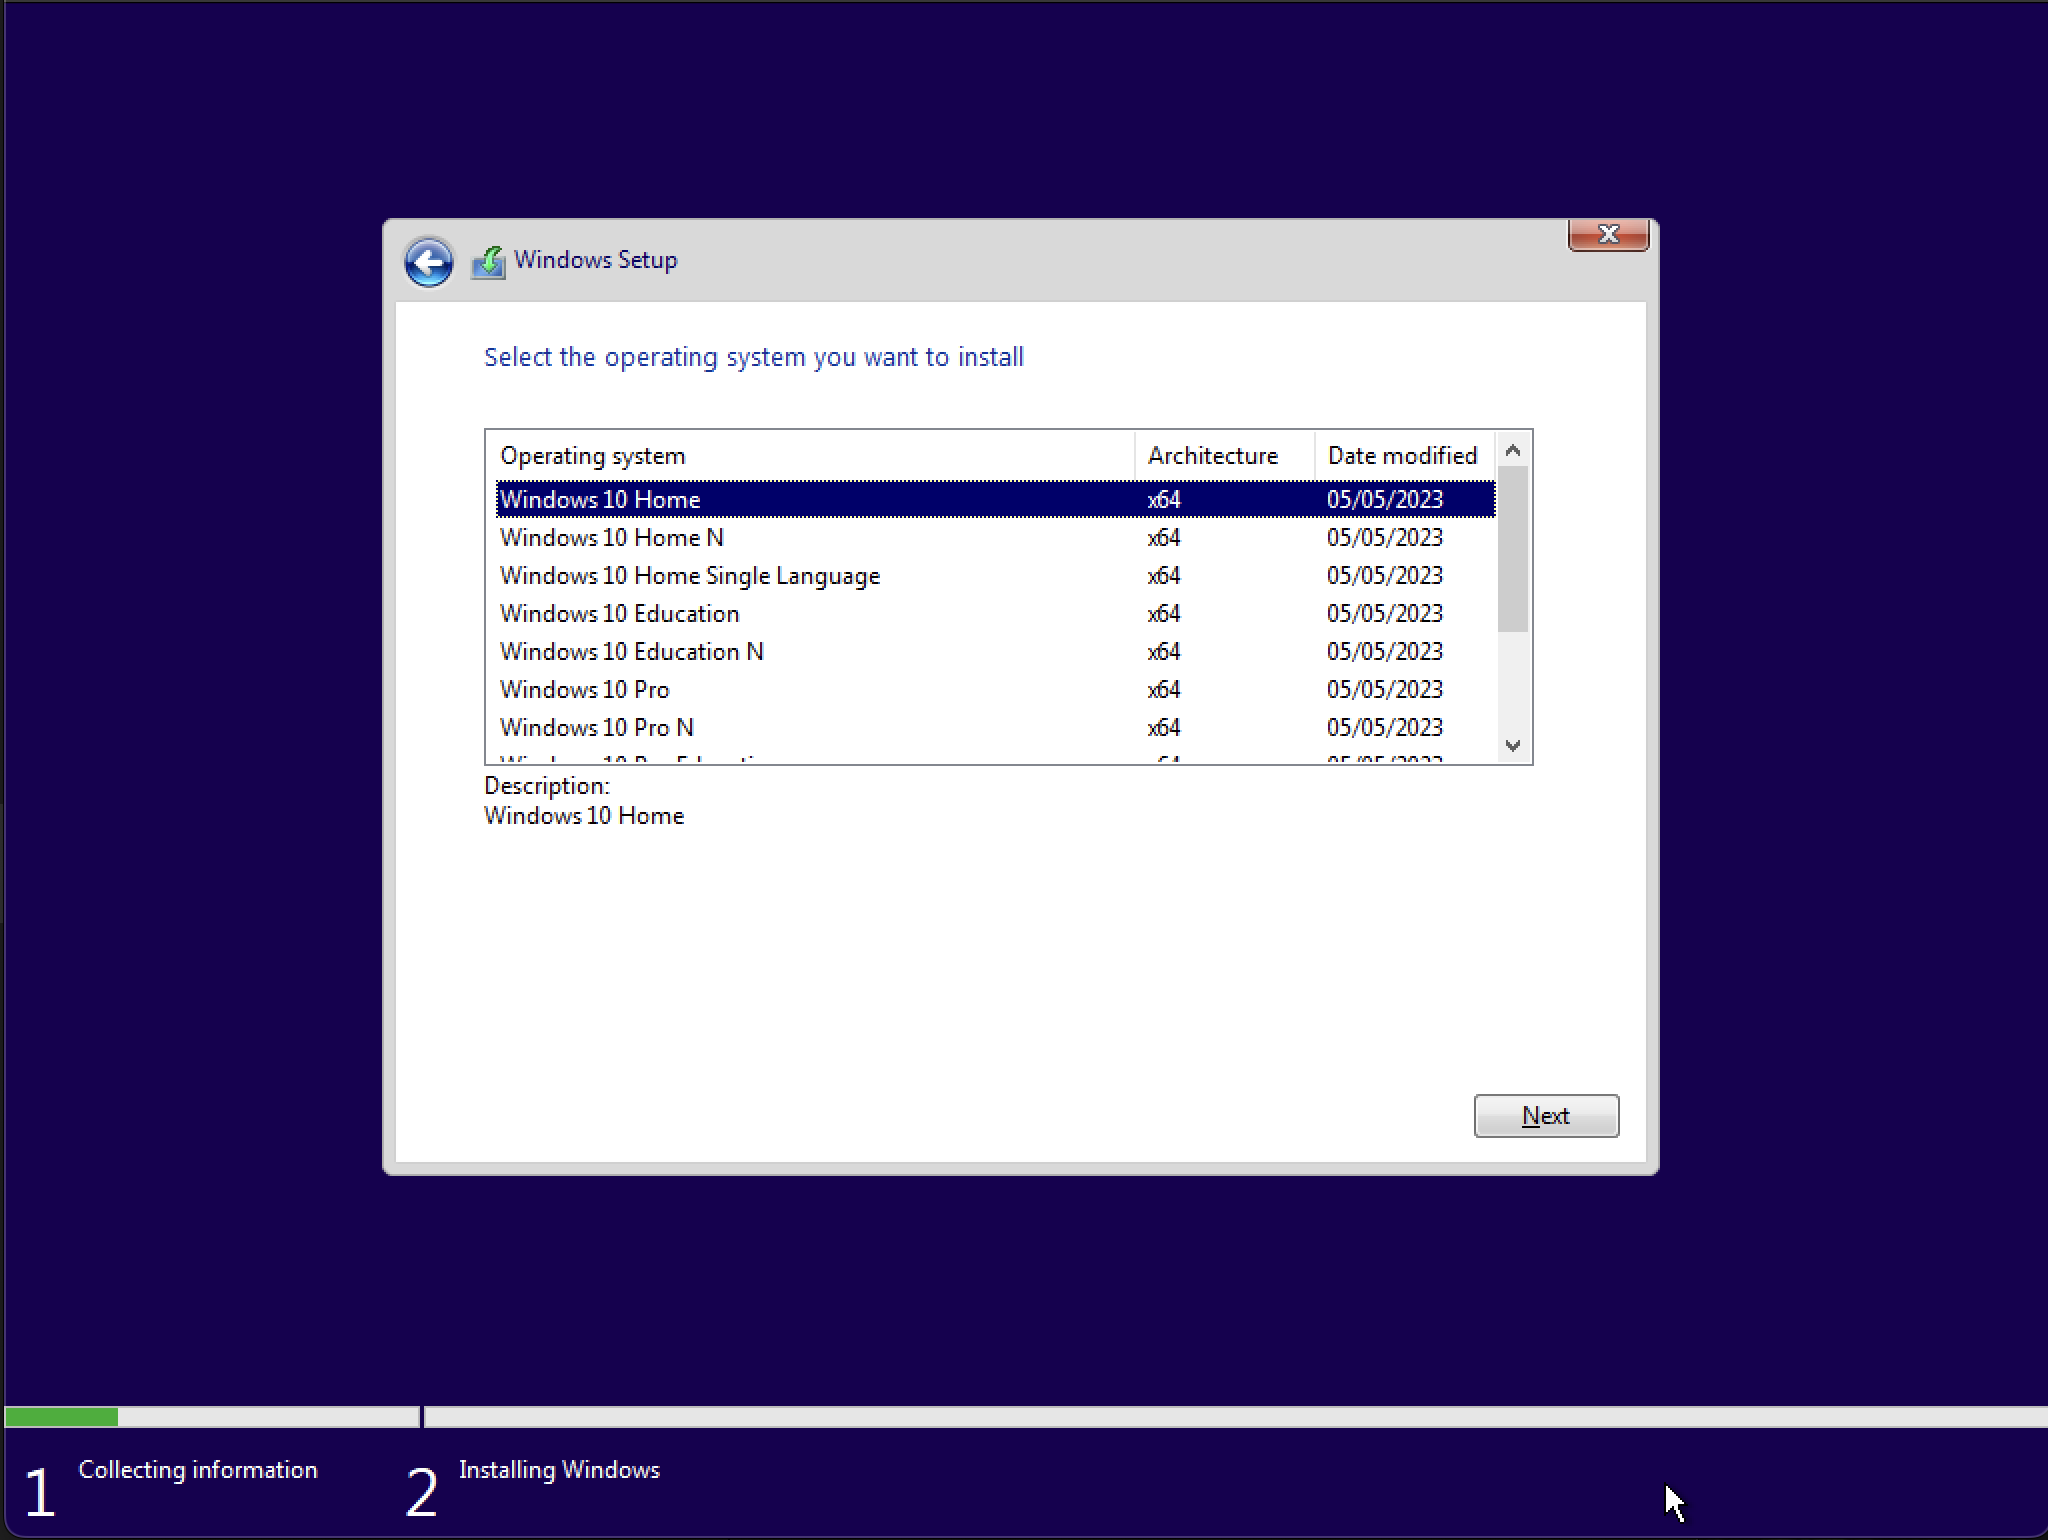 Windows Setup
Select the operating system you want to install
Operating system Architecture Date modified
Windows 10 Home x64 05/05/2023
Windows 10 Home N x64 05/05/2023
Windows 10 Home Single Language x64 05/05/2023
Windows 10 Education x64 05/05/2023
Windows 10 Education N x64 05/05/2023
Windows 10 Pro x64 05/05/2023
Windows 10 Pro N x64 05/05/2023
Description:
Windows 10 Home
Next
1 Collecting information 2 Installing Windows